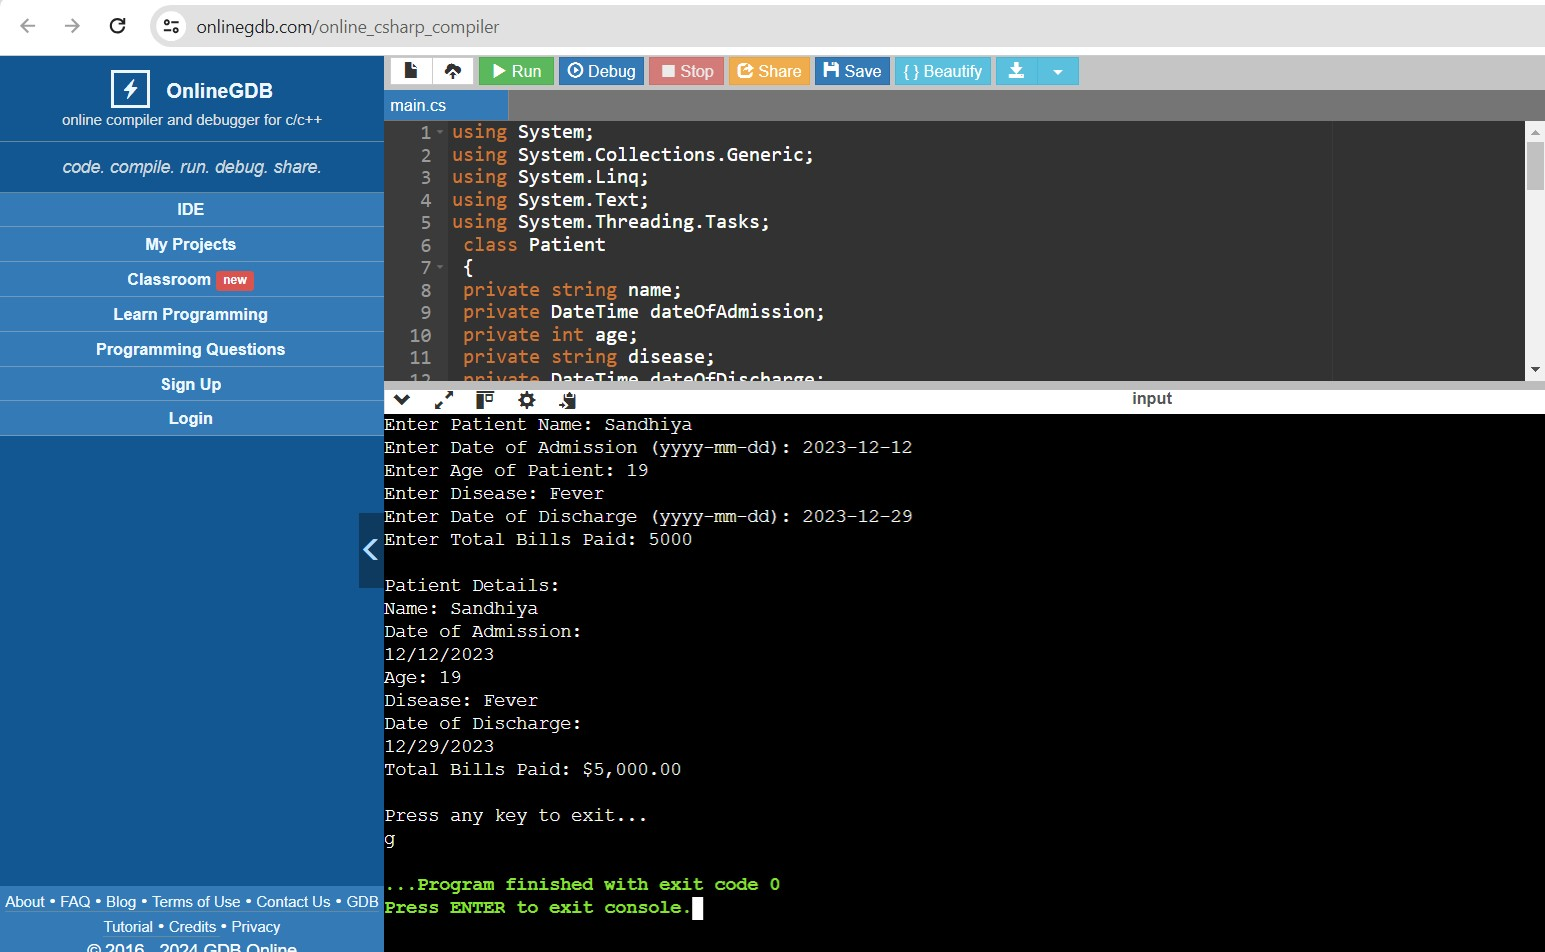 onlinegdb.com/online_csharp_compiler
OnlineGDB
online compiler and debugger for c/c++
code. compile. run. debug. share.
IDE
My Projects
Classroom new
Learn Programming
Programming Questions
Sign Up
Login
About • FAQ • Blog • Terms of Use • Contact Us • GDB
Tutorial • Credits • Privacy
© 2016 - 2024 GDB Online
Run Debug Stop Share Save { } Beautify
main.cs
1 using System;
2 using System.Collections.Generic;
3 using System.Linq;
4 using System.Text;
5 using System.Threading.Tasks;
6 class Patient
7 {
8 private string name;
9 private DateTime dateOfAdmission;
10 private int age;
11 private string disease;
12 private DateTime dateOfDischarge;
input
Enter Patient Name: Sandhiya
Enter Date of Admission (yyyy-mm-dd): 2023-12-12
Enter Age of Patient: 19
Enter Disease: Fever
Enter Date of Discharge (yyyy-mm-dd): 2023-12-29
Enter Total Bills Paid: 5000
Patient Details:
Name: Sandhiya
Date of Admission:
12/12/2023
Age: 19
Disease: Fever
Date of Discharge:
12/29/2023
Total Bills Paid: $5,000.00
Press any key to exit...
g
...Program finished with exit code 0
Press ENTER to exit console.